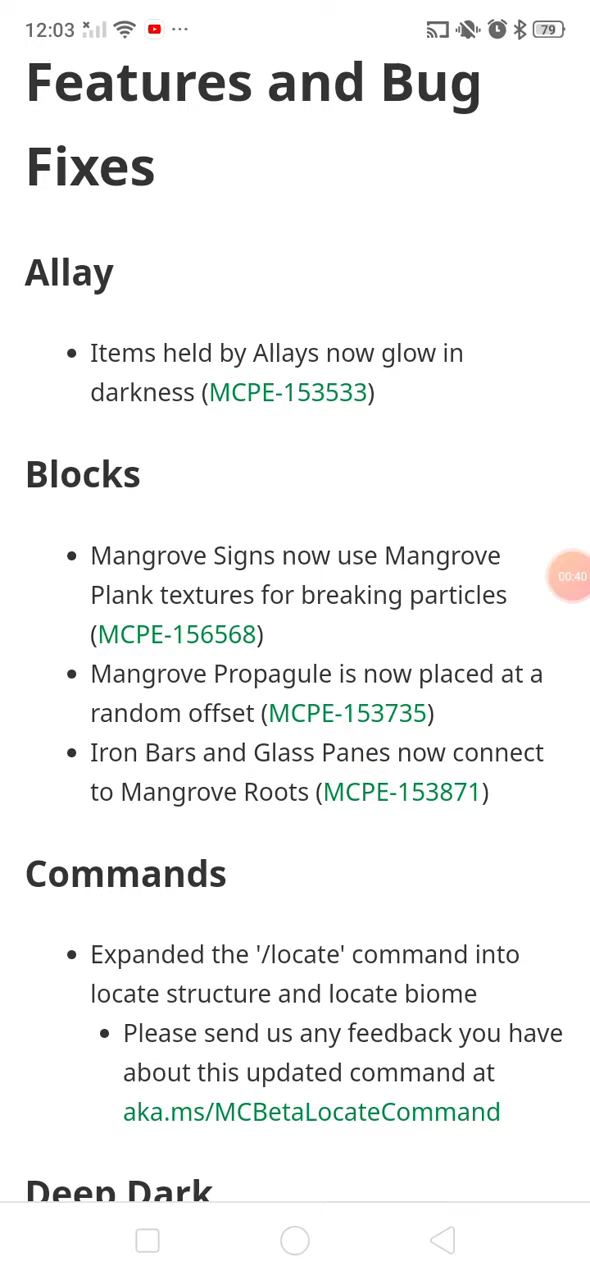 12:03
79
Features and Bug
Fixes
Allay
Items held by Allays now glow in
darkness (MCPE-153533)
Blocks
Mangrove Signs now use Mangrove
Plank textures for breaking particles
(MCPE-156568)
00:40
Mangrove Propagule is now placed at a
random offset (MCPE-153735)
Iron Bars and Glass Panes now connect
to Mangrove Roots (MCPE-153871)
Commands
Expanded the '/locate' command into
locate structure and locate biome
Please send us any feedback you have
about this updated command at
aka.ms/MCBetaLocateCommand
Deep Dark